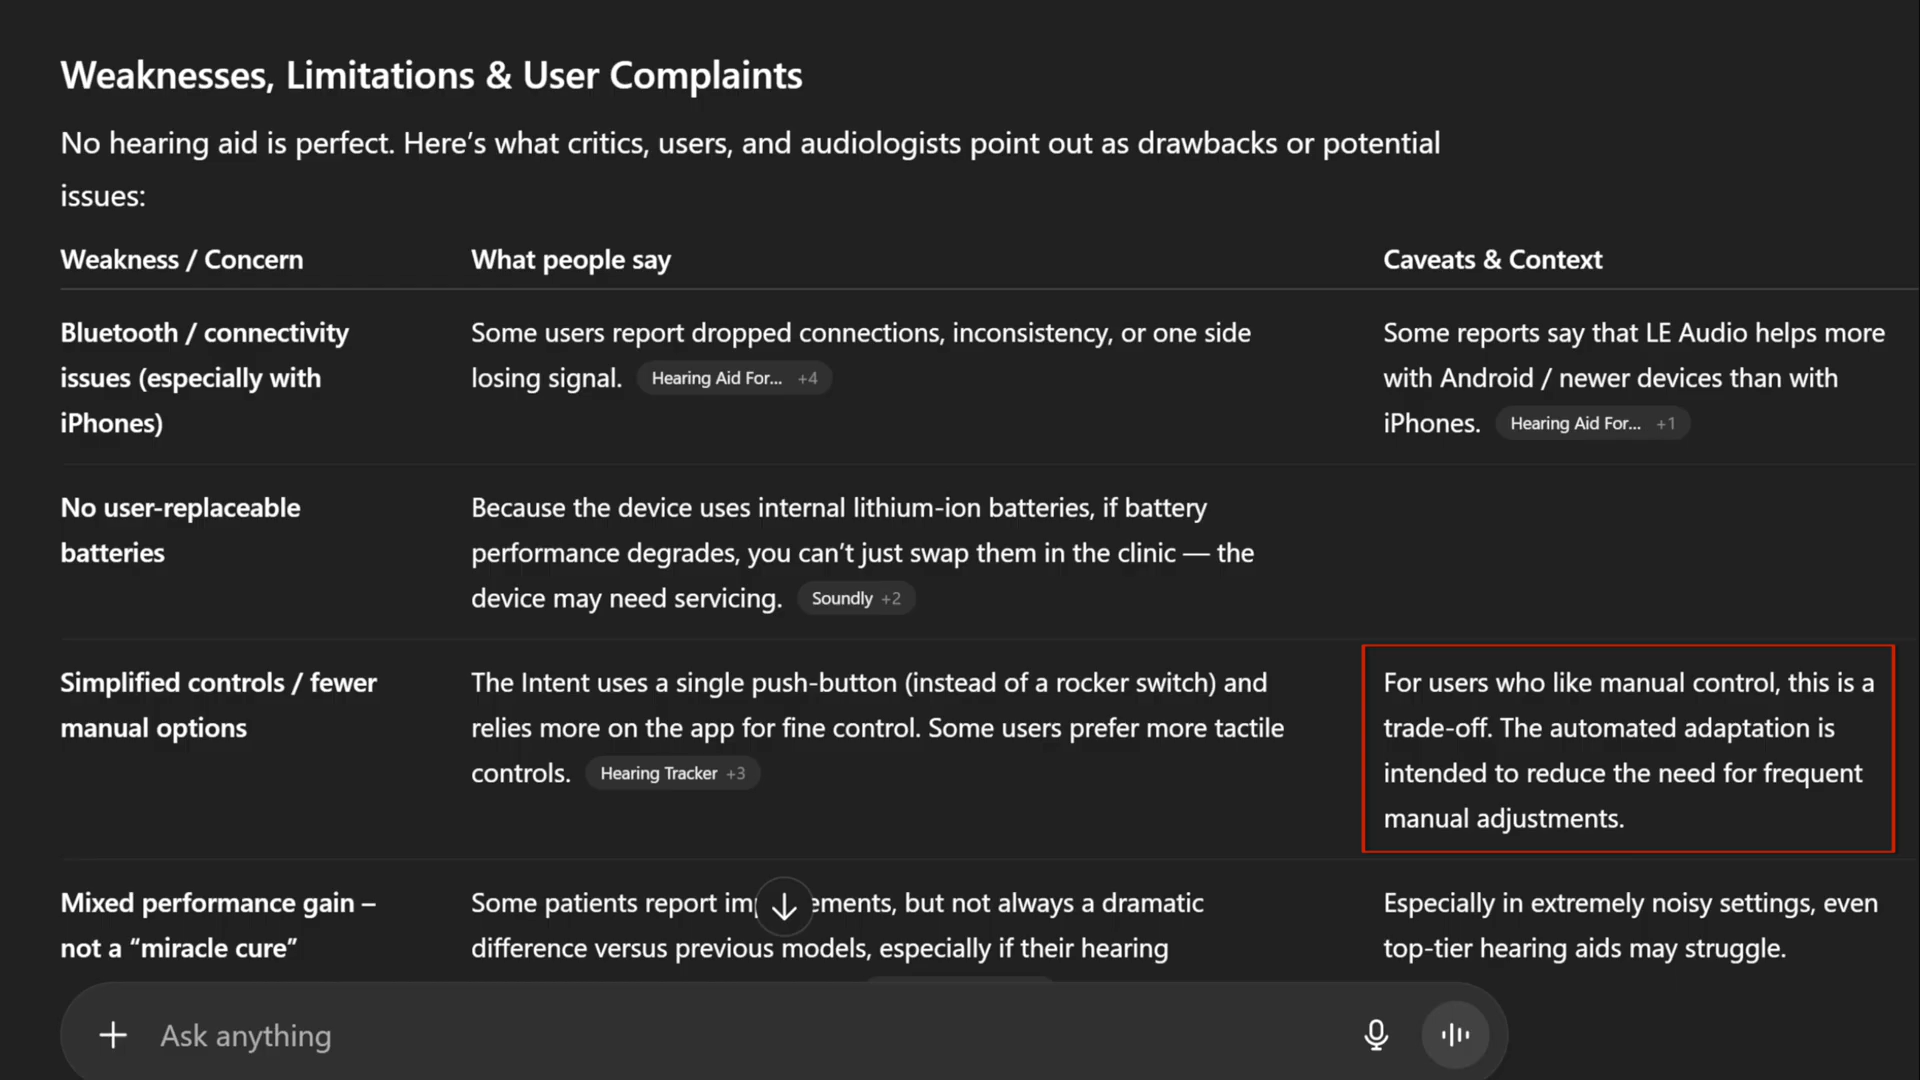 Weaknesses, Limitations & User Complaints
No hearing aid is perfect. Here’s what critics, users, and audiologists point out as drawbacks or potential
issues:
Weakness / Concern
What people say
Caveats & Context
Bluetooth / connectivity
issues (especially with
iPhones)
Some users report dropped connections, inconsistency, or one side
losing signal. Hearing Aid For... +4
Some reports say that LE Audio helps more
with Android / newer devices than with
iPhones. Hearing Aid For... +1
No user-replaceable
batteries
Because the device uses internal lithium-ion batteries, if battery
performance degrades, you can’t just swap them in the clinic — the
device may need servicing. Soundly +2
Simplified controls / fewer
manual options
The Intent uses a single push-button (instead of a rocker switch) and
relies more on the app for fine control. Some users prefer more tactile
controls. Hearing Tracker +3
For users who like manual control, this is a
trade-off. The automated adaptation is
intended to reduce the need for frequent
manual adjustments.
Mixed performance gain –
not a “miracle cure”
Some patients report but not always a dramatic
difference versus previous models, especially if their hearing
Especially in extremely noisy settings, even
top-tier hearing aids may struggle.
Ask anything